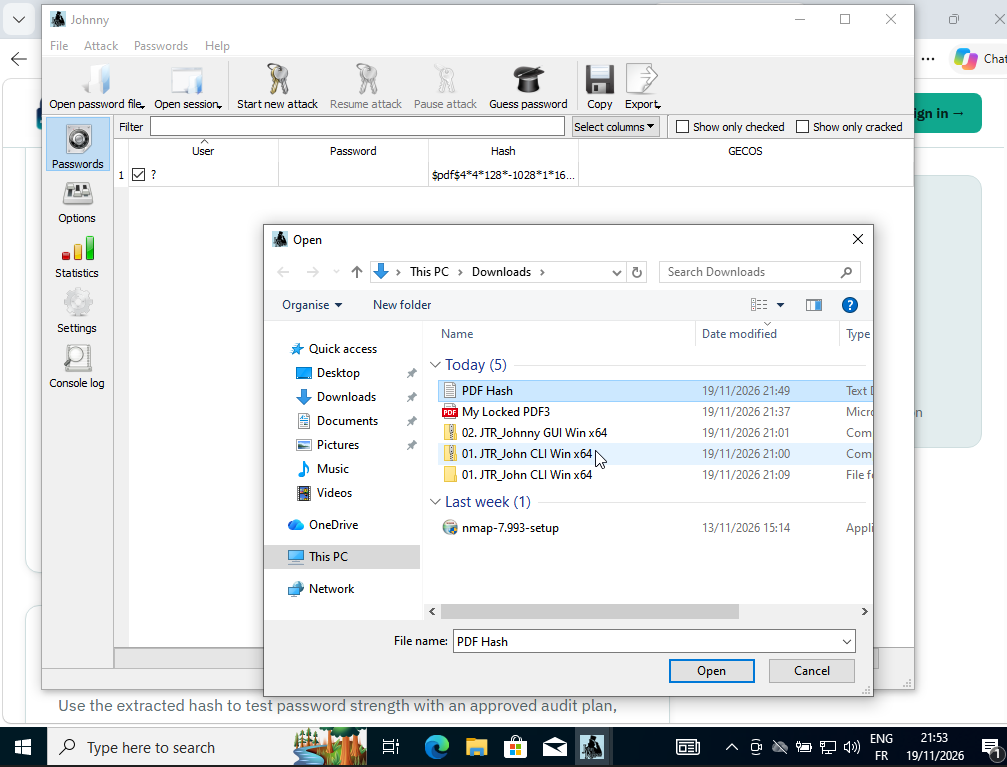 Johnny
File Attack Passwords Help
Chat
Open password file Open session Start new attack Resume attack Pause attack Guess password Copy Export
ign in →
Filter Select columns Show only checked Show only cracked
Passwords
Options
Statistics
Settings
Console log
User Password Hash GECOS
1 ? $pdf$4*4*128*-1028*1*16...
Open
This PC > Downloads > Search Downloads
Organise New folder
Quick access
Desktop
Downloads
Documents
Pictures
Music
Videos
OneDrive
This PC
Network
Name Date modified Type
Today (5)
PDF Hash 19/11/2026 21:49 Text D
PDF My Locked PDF3 19/11/2026 21:37 Micro
02. JTR_Johnny GUI Win x64 19/11/2026 21:01 Com
01. JTR_John CLI Win x64 19/11/2026 21:00 Com
01. JTR_John CLI Win x64 19/11/2026 21:09 File fo
Last week (1)
nmap-7.993-setup 13/11/2026 15:14 Appli
n
File name: PDF Hash
Open Cancel
Use the extracted hash to test password strength with an approved audit plan,
Type here to search
ENG
FR
21:53
19/11/2026
1